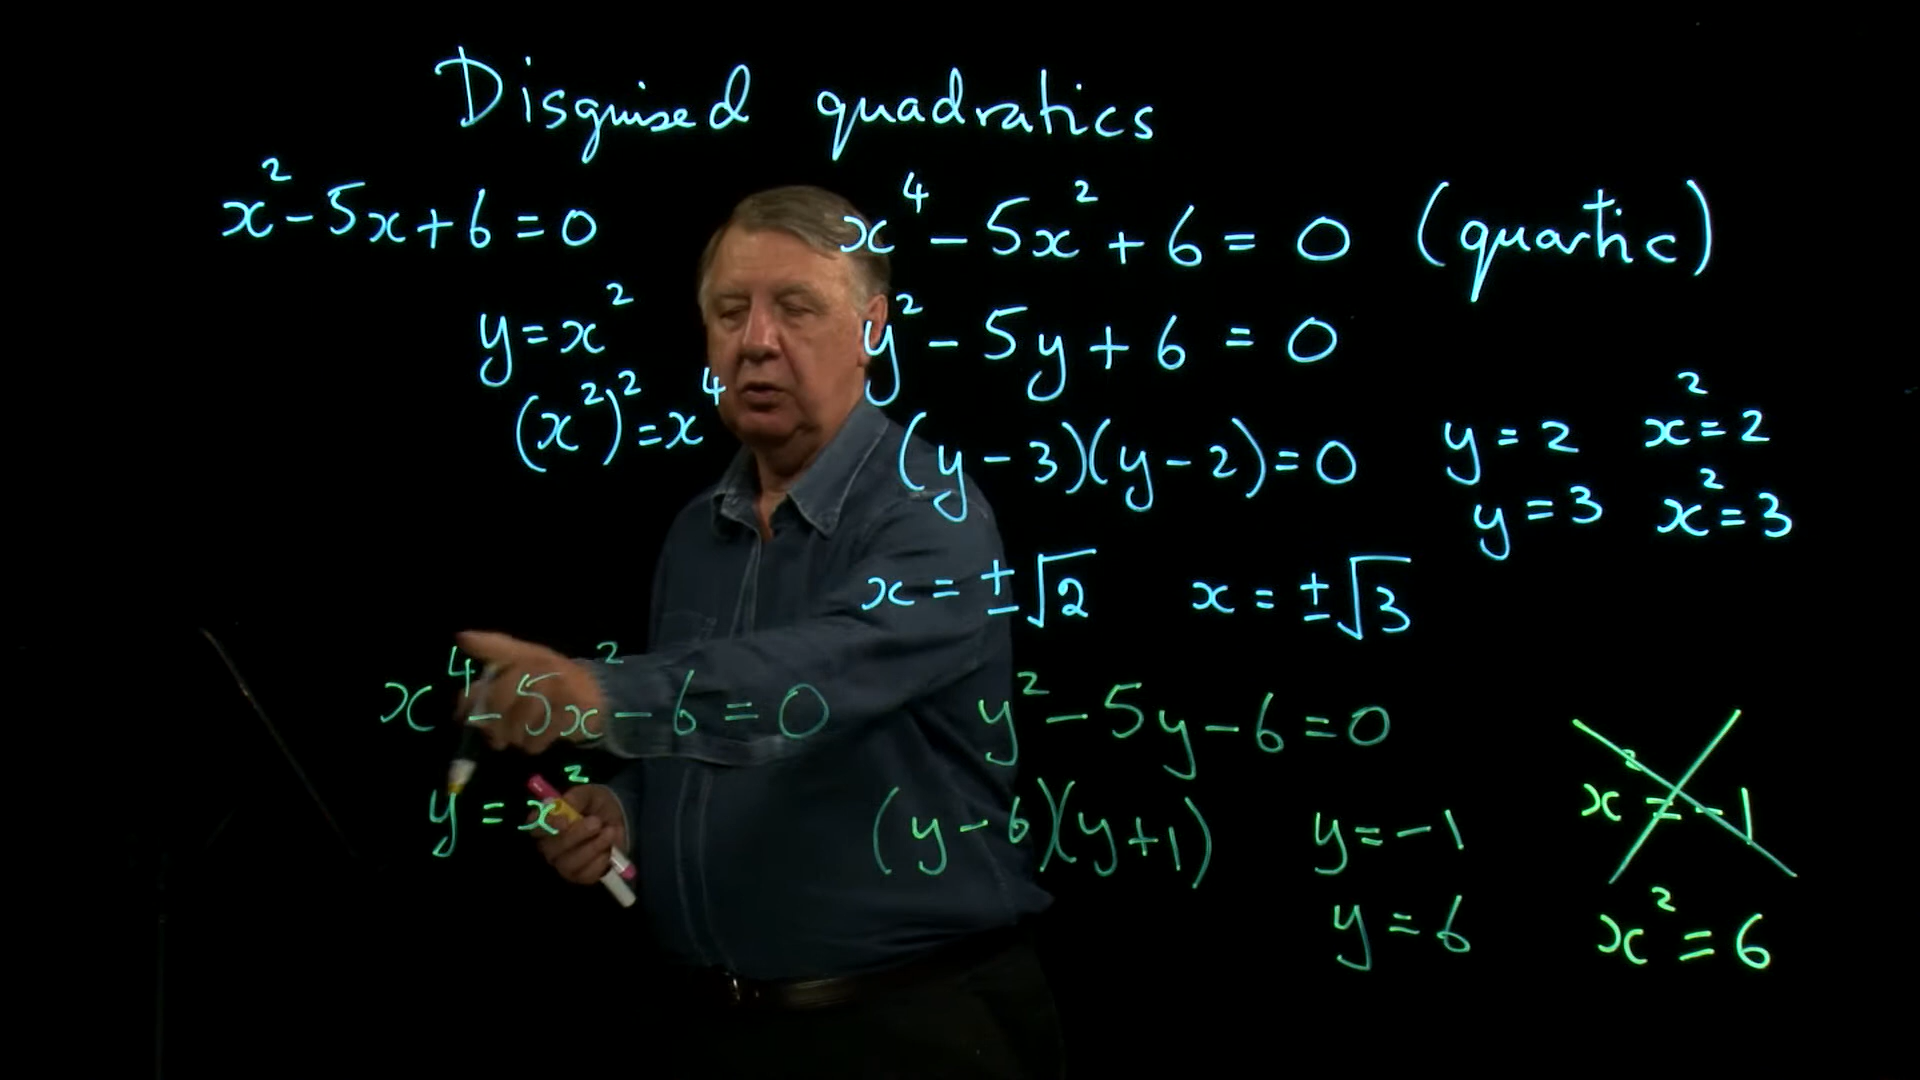 Disguised quadratics
x² - 5x + 6 = 0
x⁴ - 5x² + 6 = 0 (quartic)
y = x²
y² - 5y + 6 = 0
(x²)² = x⁴
(y - 3)(y - 2) = 0
y = 2 x² = 2
y = 3 x² = 3
x = ±√2 x = ±√3
x⁴ - 5x² - 6 = 0
y² - 5y - 6 = 0
y = x²
(y - 6)(y + 1)
y = -1
x² = -1
y = 6
x² = 6